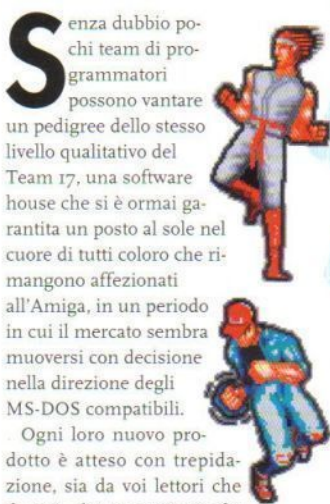 Senza dubbio po-
chi team di pro-
grammatori
possono vantare
un pedigree dello stesso
livello qualitativo del
Team 17, una software
house che si è ormai ga-
rantita un posto al sole nel
cuore di tutti coloro che ri-
mangono affezionati
all'Amiga, in un periodo
in cui il mercato sembra
muoversi con decisione
nella direzione degli
MS-DOS compatibili.
Ogni loro nuovo pro-
dotto è atteso con trepida-
zione, sia da voi lettori che